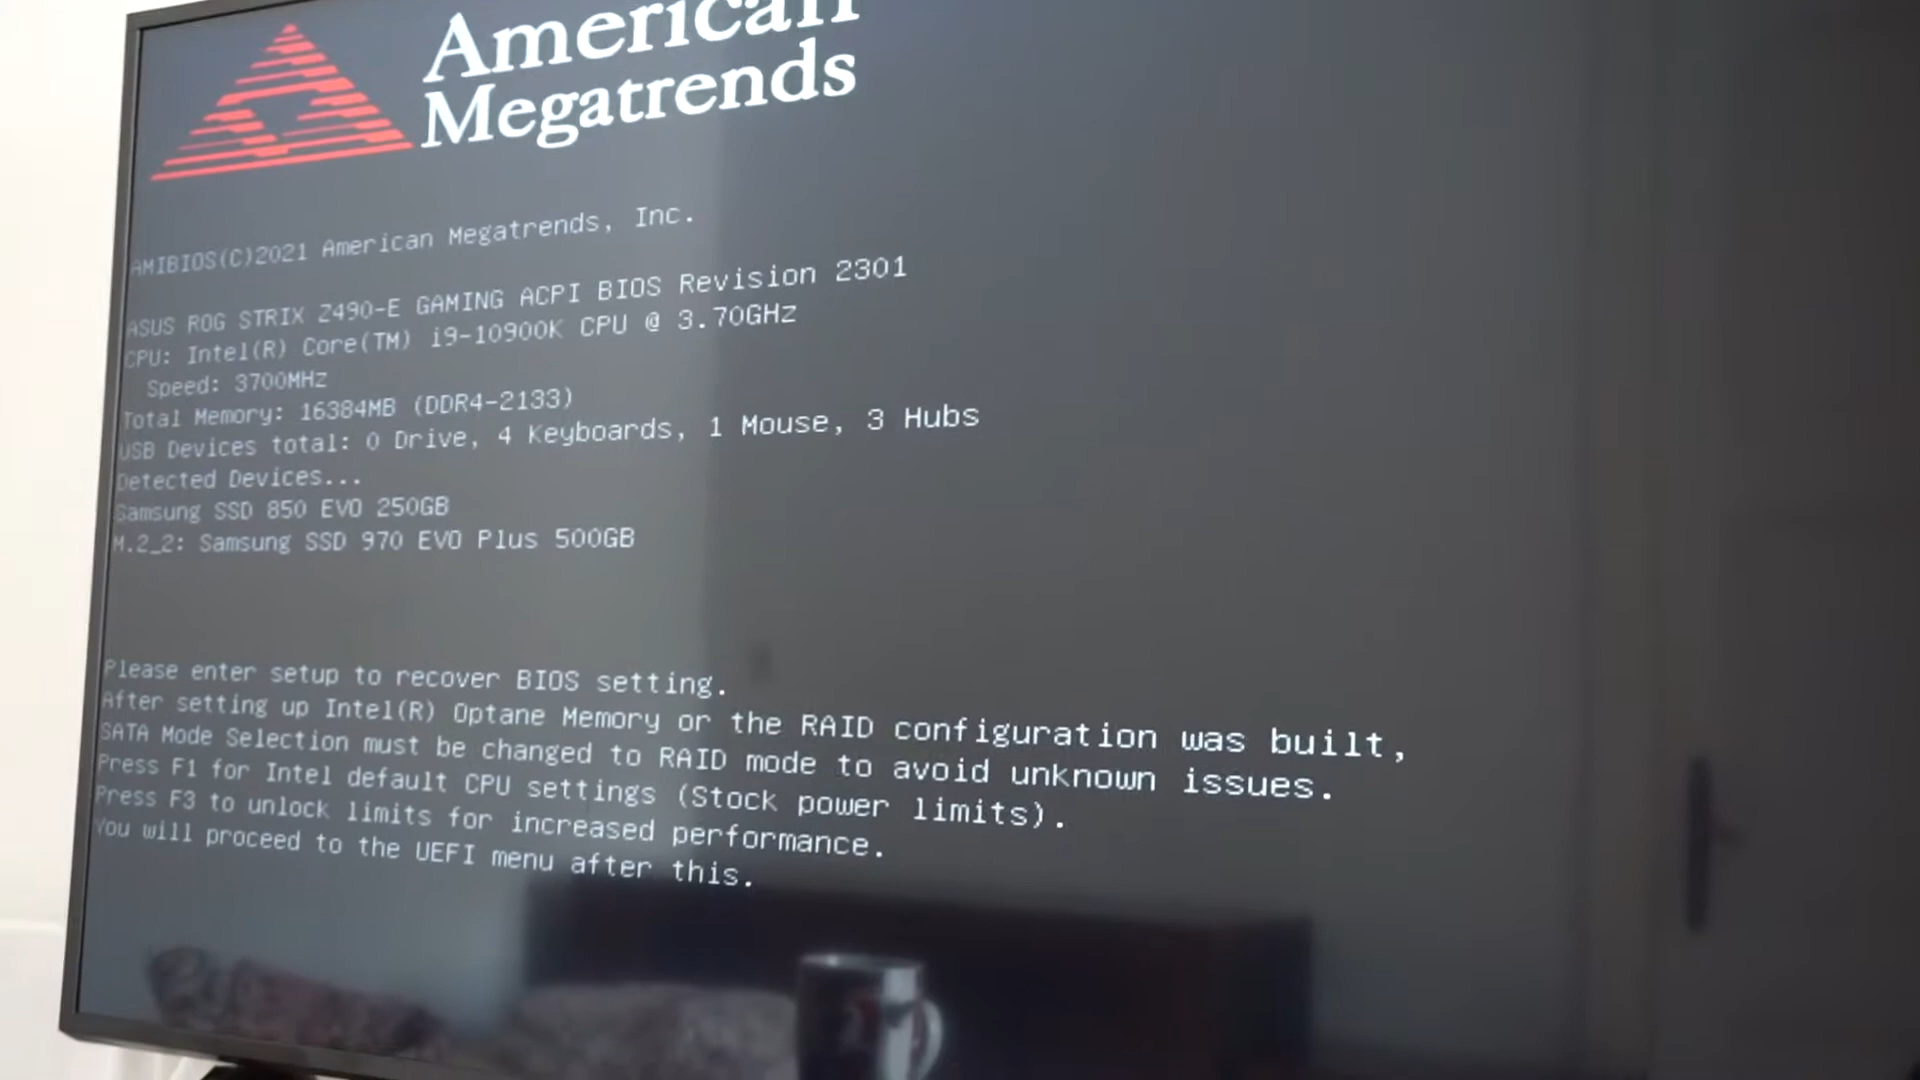 American
Megatrends
AMIBIOS(C)2021 American Megatrends, Inc.
ASUS ROG STRIX Z490-E GAMING ACPI BIOS Revision 2301
CPU: Intel(R) Core(TM) i9-10900K CPU @ 3.70GHz
Speed: 3700MHz
Total Memory: 16384MB (DDR4-2133)
USB Devices total: 0 Drive, 4 Keyboards, 1 Mouse, 3 Hubs
Detected Devices...
Samsung SSD 850 EVO 250GB
M.2_2: Samsung SSD 970 EVO Plus 500GB
Please enter setup to recover BIOS setting.
After setting up Intel(R) Optane Memory or the RAID configuration was built,
SATA Mode Selection must be changed to RAID mode to avoid unknown issues.
Press F1 for Intel default CPU settings (Stock power limits).
Press F3 to unlock limits for increased performance.
You will proceed to the UEFI menu after this.